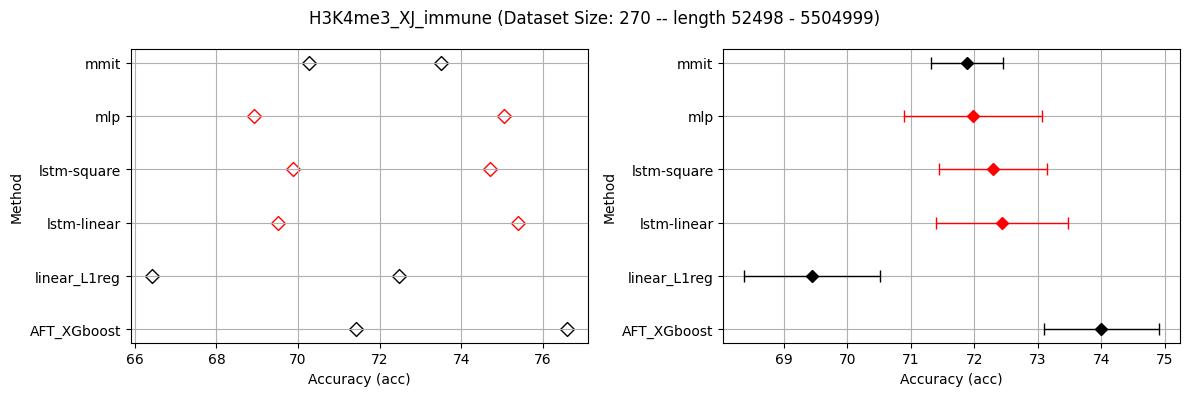 H3K4me3_XJ_immune (Dataset Size: 270 -- length 52498 - 5504999)
Method
mmit
mlp
lstm-square
lstm-linear
linear_L1reg
AFT_XGboost
66 68 70 72 74 76
Accuracy (acc)
Method
mmit
mlp
lstm-square
lstm-linear
linear_L1reg
AFT_XGboost
69 70 71 72 73 74 75
Accuracy (acc)